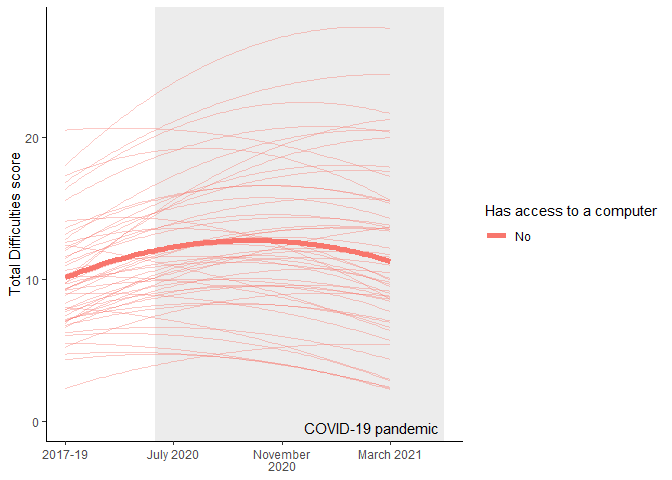 Total Difficulties score
20
10
0
COVID-19 pandemic
2017-19
July 2020
November
2020
March 2021
Has access to a computer
No